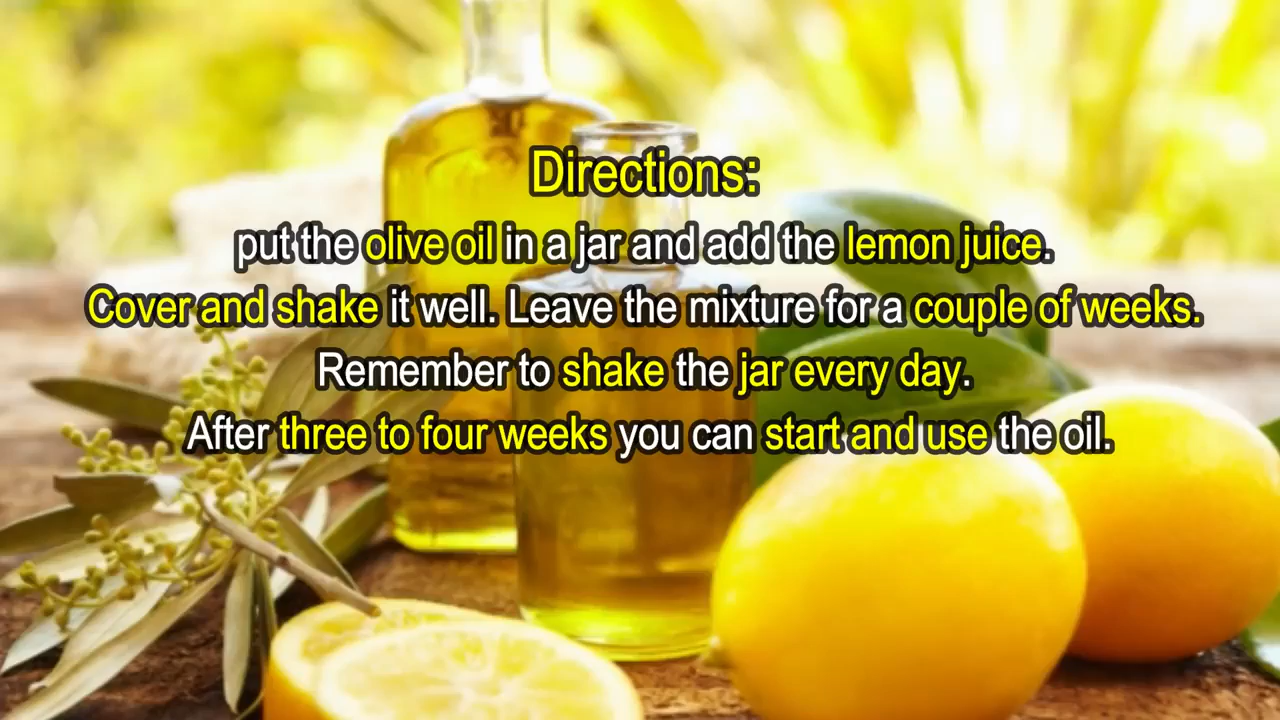 Directions:
put the olive oil in a jar and add the lemon juice.
Cover and shake it well. Leave the mixture for a couple of weeks.
Remember to shake the jar every day.
After three to four weeks you can start and use the oil.